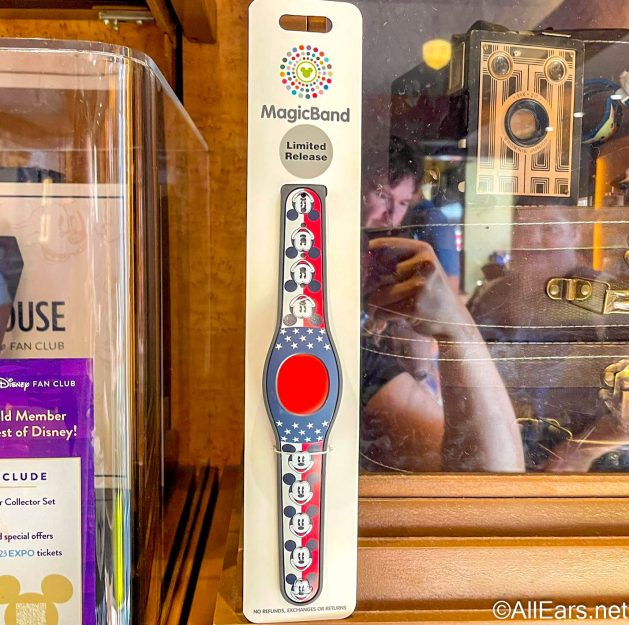 MagicBand
Limited
Release
OUSE
FAN CLUB
Disney FAN CLUB
ld Member
est of Disney!
CLUDE
r Collector Set
d special offers
23 EXPO tickets
NO REFUNDS, EXCHANGES OR RETURNS
©AllEars.net